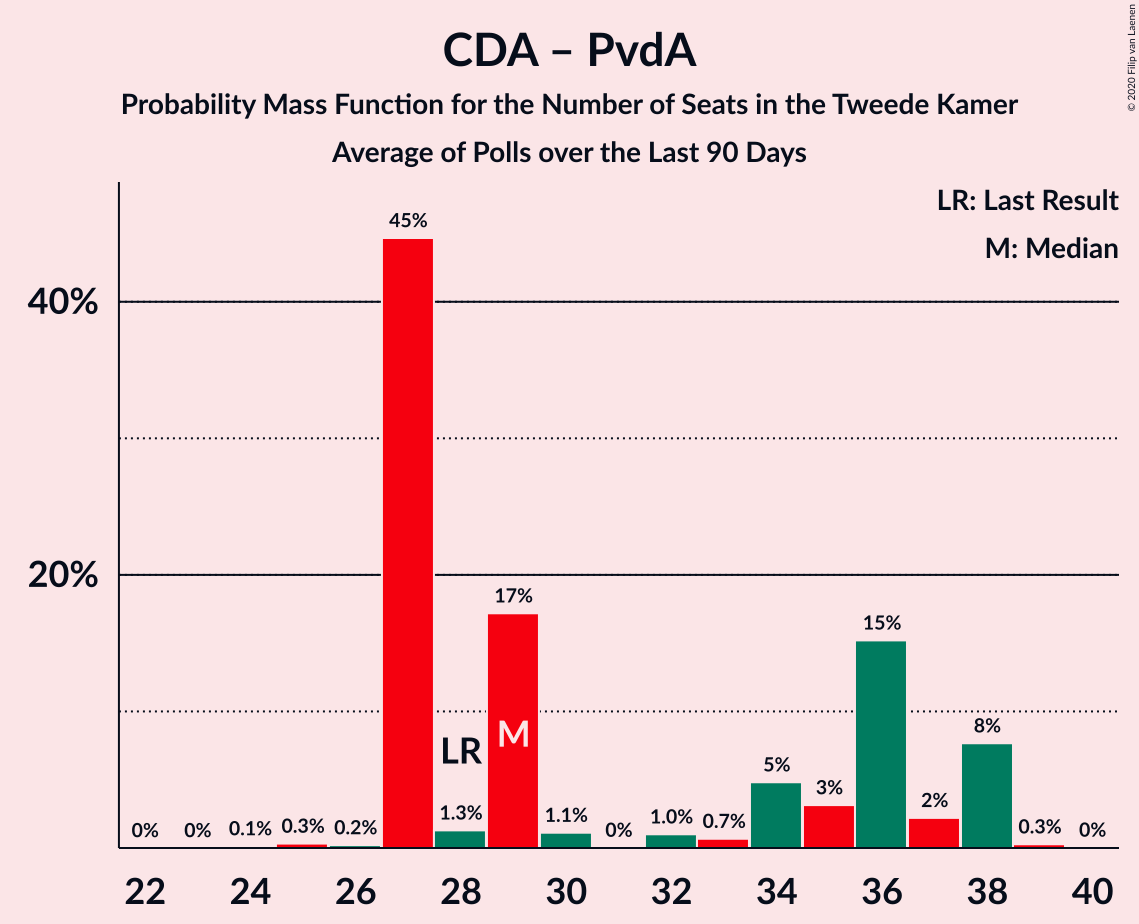 CDA – PvdA
Probability Mass Function for the Number of Seats in the Tweede Kamer
Average of Polls over the Last 90 Days
© 2020 Filip van Laenen
LR: Last Result
M: Median
40%
20%
0%
0%
0.1%
0.3%
0.2%
45%
1.3%
17%
1.1%
0%
1.0%
0.7%
5%
3%
15%
2%
8%
0.3%
0%
LR
M
22 24 26 28 30 32 34 36 38 40